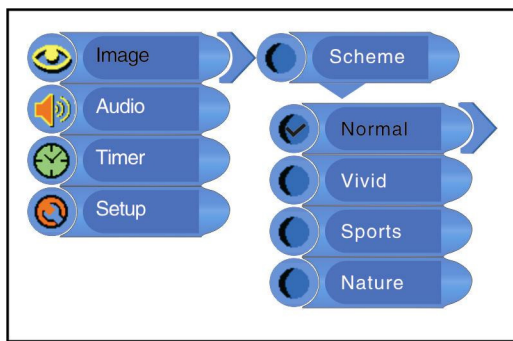 Image
Audio
Timer
Setup
Scheme
Normal
Vivid
Sports
Nature